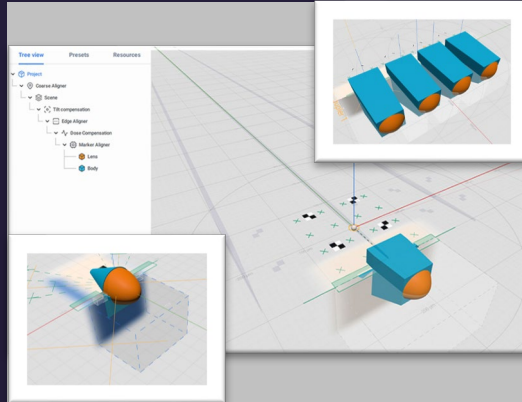 Tree view Presets Resources
Project
Coarse Aligner
Scene
Tilt compensation
Edge Aligner
Dose Compensation
Marker Aligner
Lens
Body